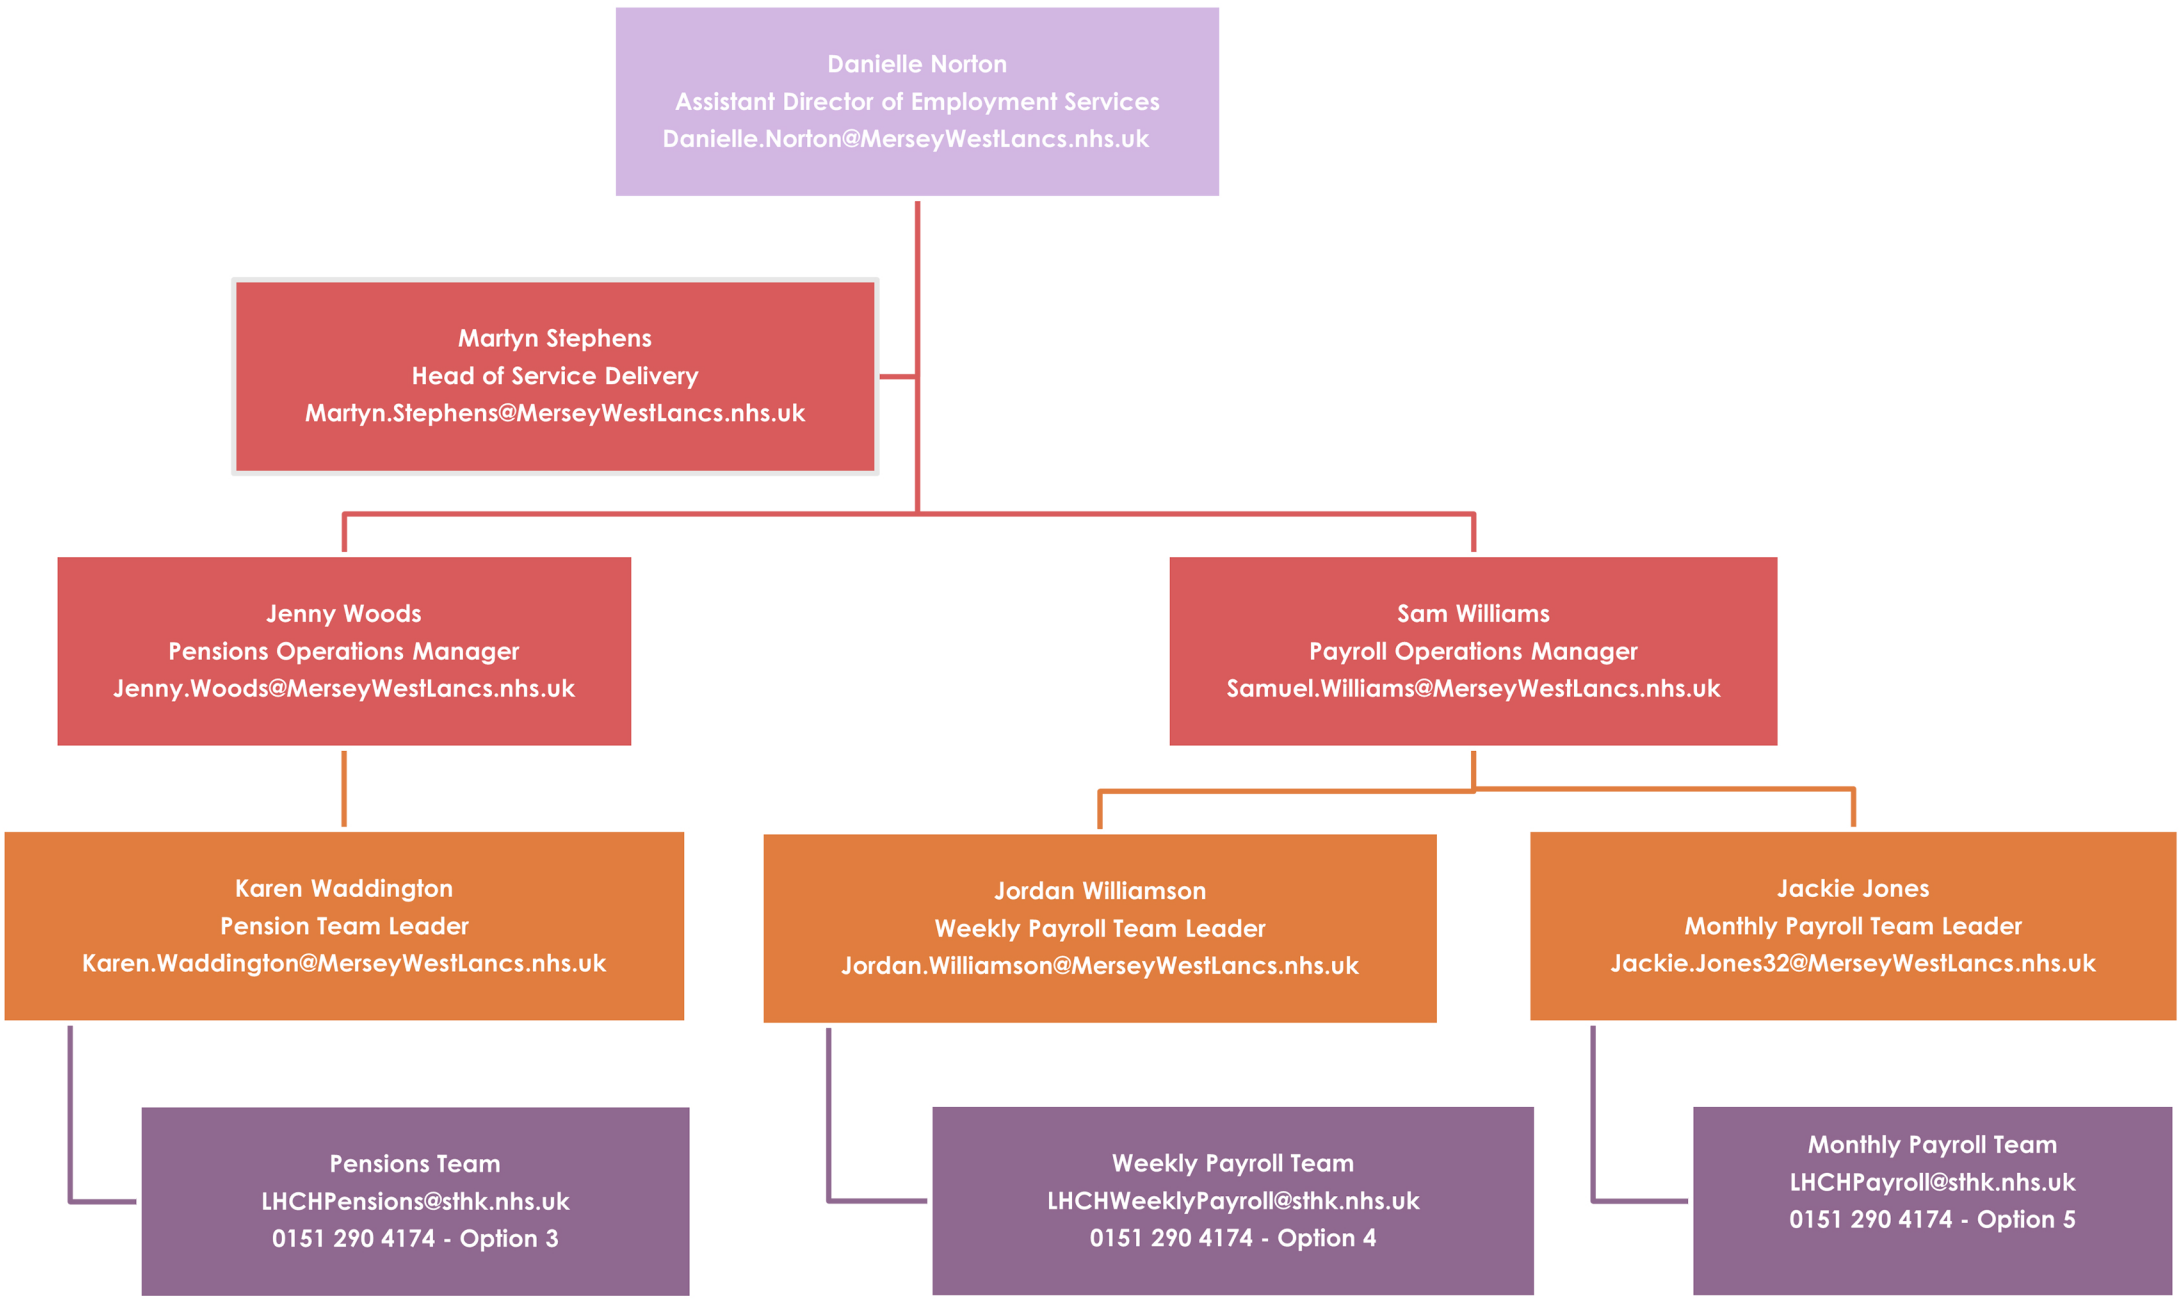 Danielle Norton
Assistant Director of Employment Services
Danielle.Norton@MerseyWestLancs.nhs.uk
Martyn Stephens
Head of Service Delivery
Martyn.Stephens@MerseyWestLancs.nhs.uk
Jenny Woods
Pensions Operations Manager
Jenny.Woods@MerseyWestLancs.nhs.uk
Sam Williams
Payroll Operations Manager
Samuel.Williams@MerseyWestLancs.nhs.uk
Karen Waddington
Pension Team Leader
Karen.Waddington@MerseyWestLancs.nhs.uk
Jordan Williamson
Weekly Payroll Team Leader
Jordan.Williamson@MerseyWestLancs.nhs.uk
Jackie Jones
Monthly Payroll Team Leader
Jackie.Jones32@MerseyWestLancs.nhs.uk
Pensions Team
LHCHPensions@sthk.nhs.uk
0151 290 4174 - Option 3
Weekly Payroll Team
LHCHWeeklyPayroll@sthk.nhs.uk
0151 290 4174 - Option 4
Monthly Payroll Team
LHCHPayroll@sthk.nhs.uk
0151 290 4174 - Option 5